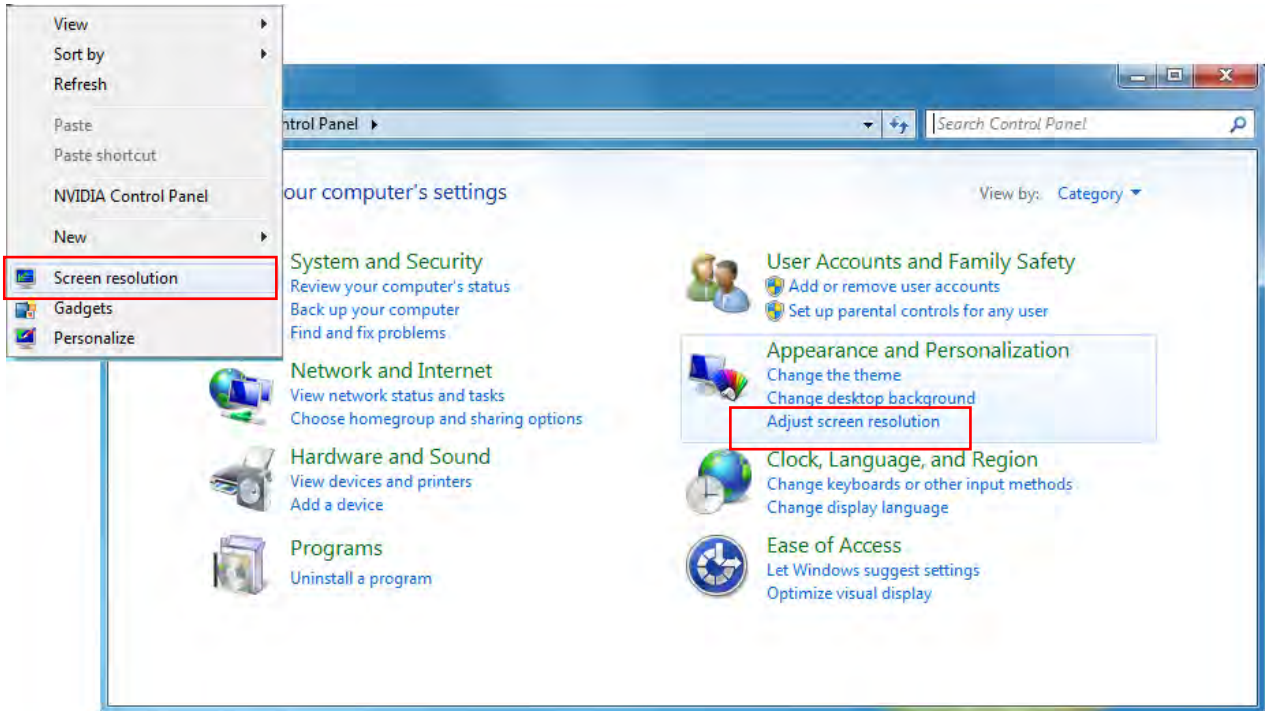 View
Sort by
Refresh
Paste
Paste shortcut
NVIDIA Control Panel
New
Screen resolution
Gadgets
Personalize
ntrol Panel
Search Control Panel
our computer's settings
View by: Category
System and Security
Review your computer's status
Back up your computer
Find and fix problems
Network and Internet
View network status and tasks
Choose homegroup and sharing options
Hardware and Sound
View devices and printers
Add a device
Programs
Uninstall a program
User Accounts and Family Safety
Add or remove user accounts
Set up parental controls for any user
Appearance and Personalization
Change the theme
Change desktop background
Adjust screen resolution
Clock, Language, and Region
Change keyboards or other input methods
Change display language
Ease of Access
Let Windows suggest settings
Optimize visual display